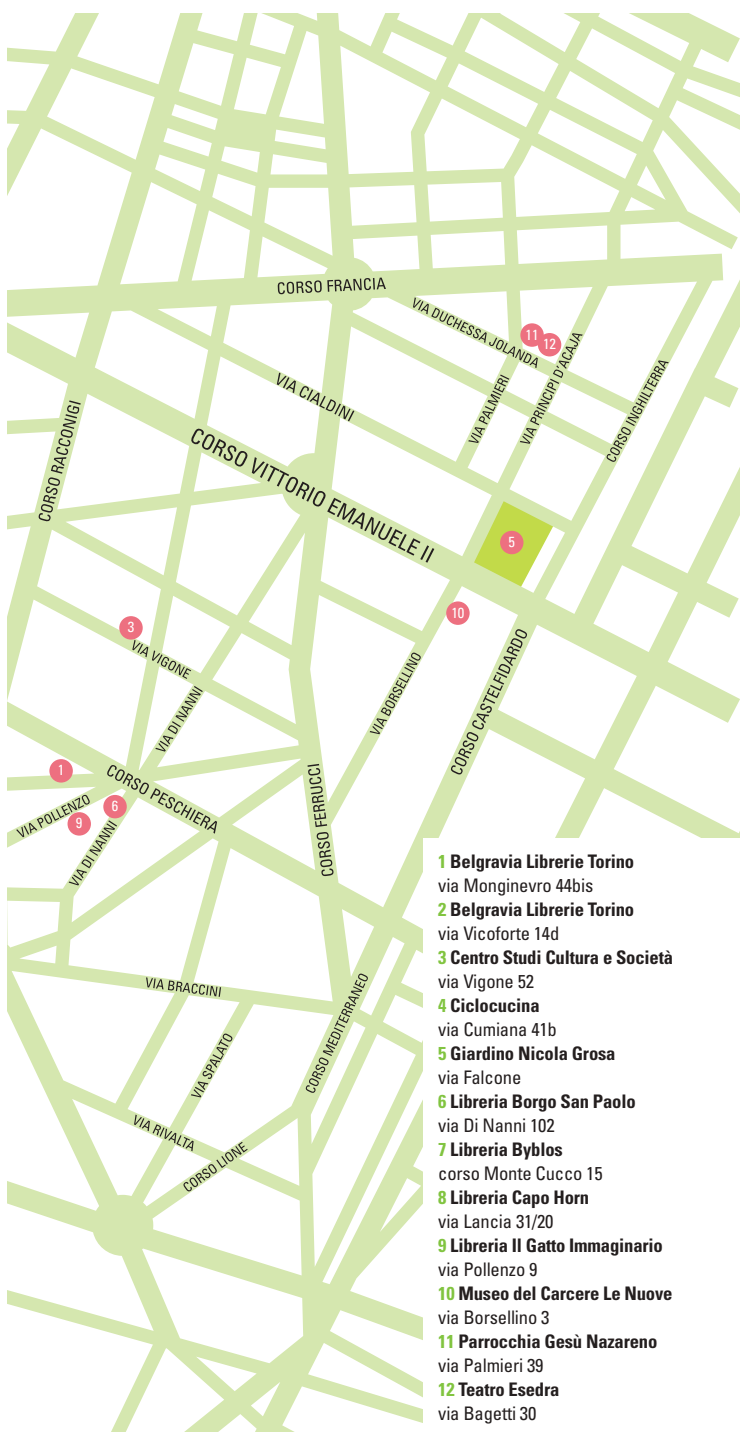 CORSO FRANCIA
VIA DUCHESSA JOLANDA
11
12
VIA PRINCIPI D'ACAJA
VIA PALMIERI
CORSO INGHILTERRA
VIA CIALDINI
CORSO RACCONIGI
CORSO VITTORIO EMANUELE II
5
10
3
VIA VIGONE
VIA DI NANNI
VIA BORSELLINO
CORSO CASTELFIDARDO
1
CORSO PESCHIERA
VIA POLLENZO
9
6
VIA DI NANNI
CORSO FERRUCCI
VIA BRACCINI
CORSO MEDITERRANEO
VIA SPALATO
VIA RIVALTA
CORSO LIONE
1 Belgravia Librerie Torino
via Monginevro 44bis
2 Belgravia Librerie Torino
via Vicoforte 14d
3 Centro Studi Cultura e Società
via Vigone 52
4 Ciclocucina
via Cumiana 41b
5 Giardino Nicola Grosa
via Falcone
6 Libreria Borgo San Paolo
via Di Nanni 102
7 Libreria Byblos
corso Monte Cucco 15
8 Libreria Capo Horn
via Lancia 31/20
9 Libreria Il Gatto Immaginario
via Pollenzo 9
10 Museo del Carcere Le Nuove
via Borsellino 3
11 Parrocchia Gesù Nazareno
via Palmieri 39
12 Teatro Esedra
via Bagetti 30